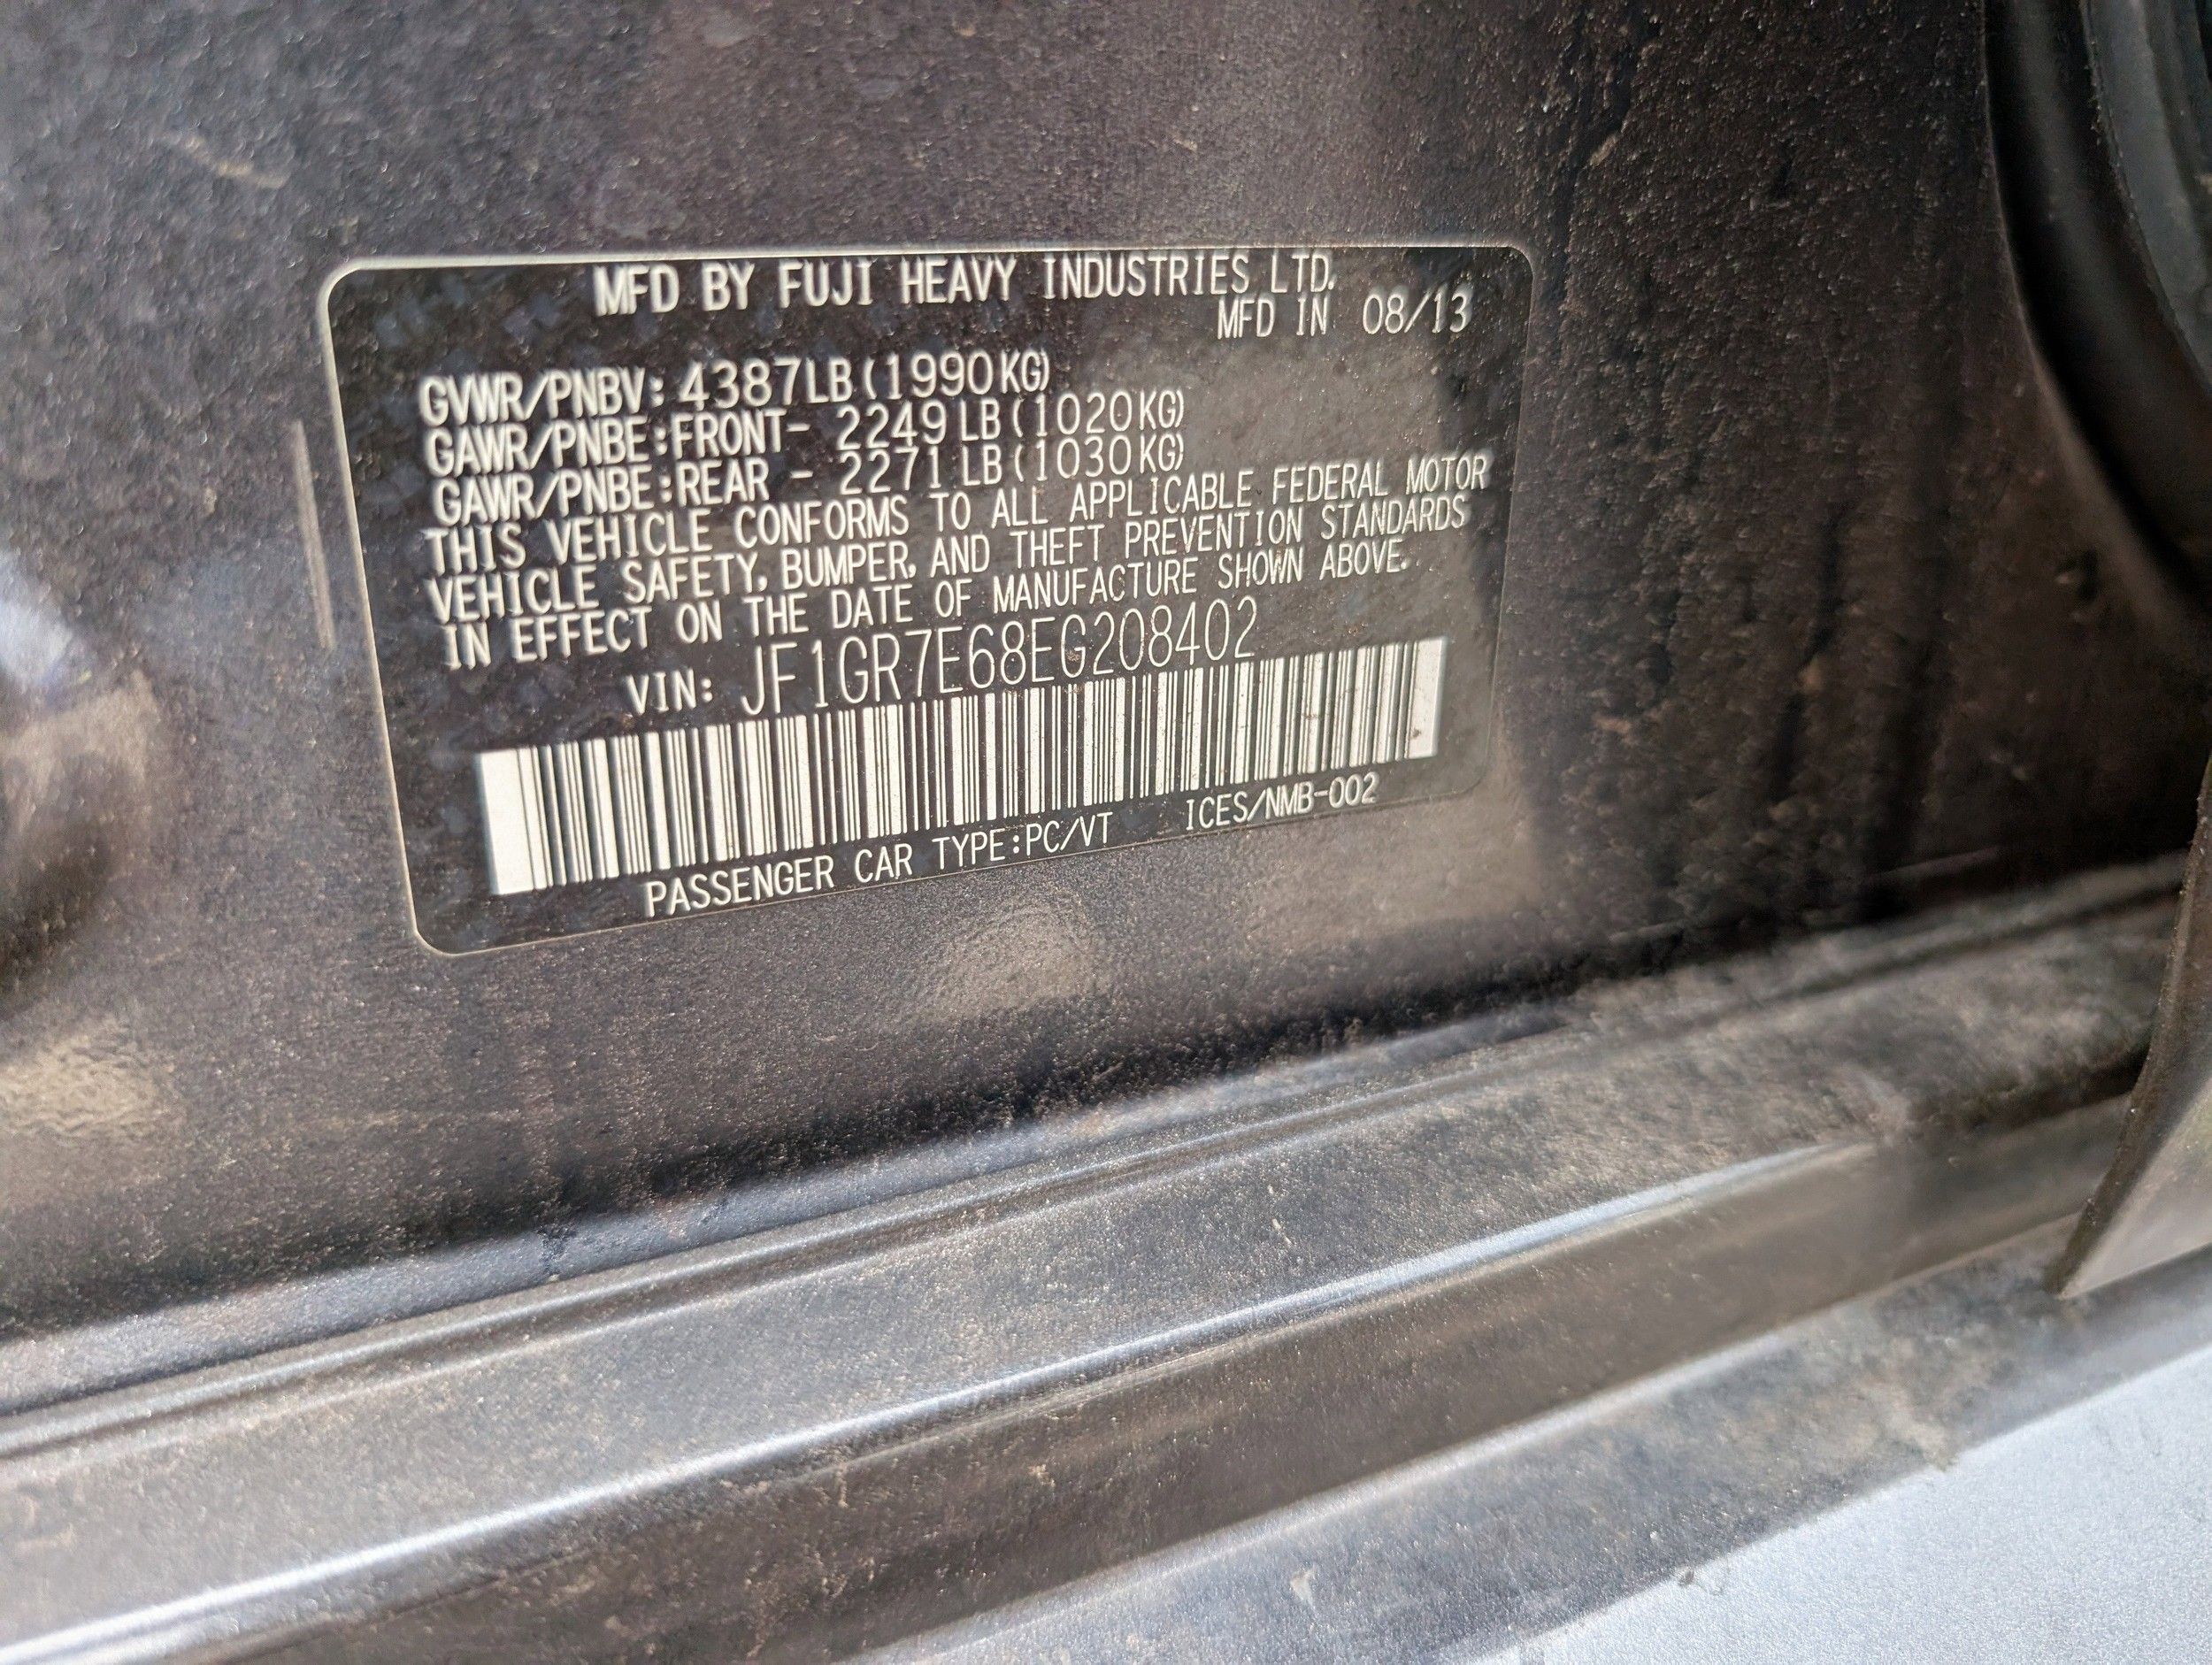 MFD BY FUJI HEAVY INDUSTRIES LTD.
MFD IN 08/13
GVWR/PNBV: 4387LB(1990KG)
GAWR/PNBE:FRONT- 2249LB(1020KG)
GAWR/PNBE:REAR - 2271LB(1030KG)
THIS VEHICLE CONFORMS TO ALL APPLICABLE FEDERAL MOTOR
VEHICLE SAFETY, BUMPER, AND THEFT PREVENTION STANDARDS
IN EFFECT ON THE DATE OF MANUFACTURE SHOWN ABOVE.
VIN: JF1GR7E68EG208402
PASSENGER CAR TYPE:PC/VT ICES/NMB-002